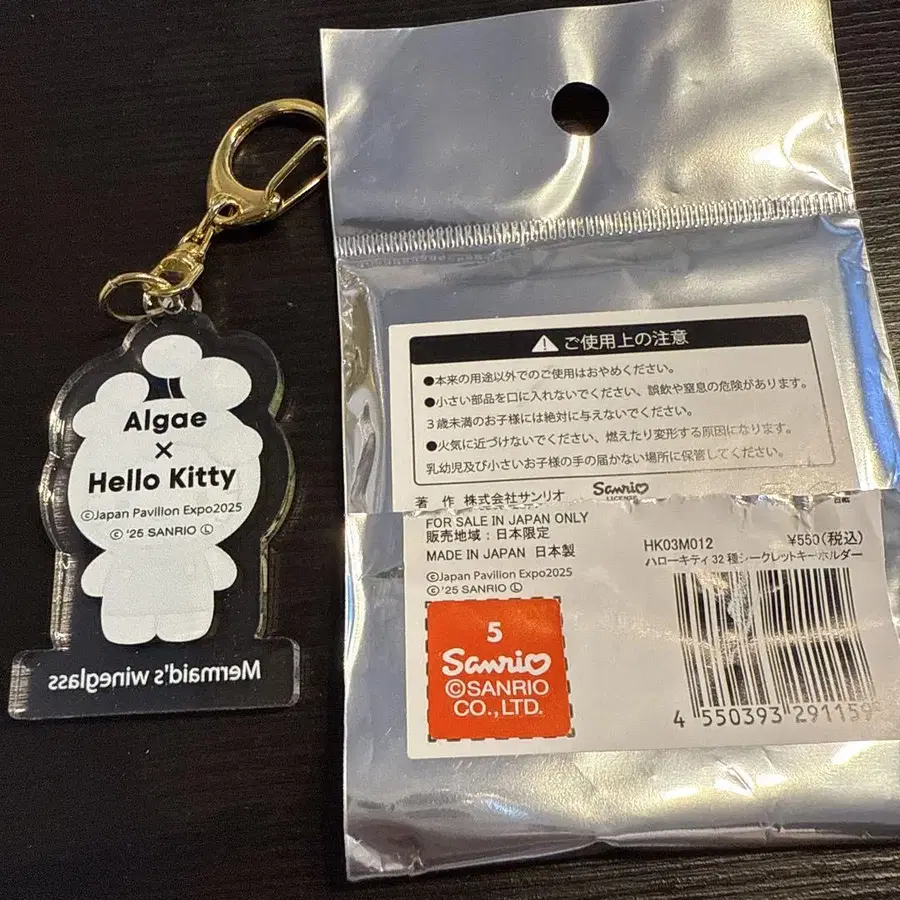 Algae
×
Hello Kitty
©Japan Pavilion Expo2025
© '25 SANRIO Ⓛ
Mermaid's wineglass
ご使用上の注意
●本来の用途以外でのご使用はおやめください。
●小さい部品を口に入れないでください、誤飲や窒息の危険があります。
3歳未満のお子様には絶対に与えないでください。
●火気に近づけないでください、燃えたり変形する原因になります。
乳幼児及び小さいお子様の手の届かない場所に保管してください。
著 作 株式会社サンリオ
Sanrio
LICENSE
FOR SALE IN JAPAN ONLY
販売地域：日本限定
MADE IN JAPAN 日本製
©Japan Pavilion Expo2025
© '25 SANRIO Ⓛ
HK03M012 ¥550(税込)
ハローキティ 32 種シークレットキーホルダー
5
Sanrio
©SANRIO
CO.,LTD.
4 550393 291159